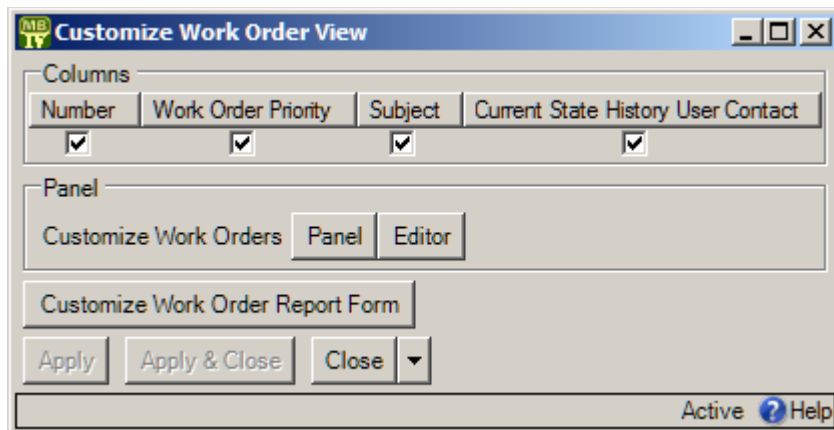 MB
Customize Work Order View
Columns
Number Work Order Priority Subject Current State History User Contact
Panel
Customize Work Orders Panel Editor
Customize Work Order Report Form
Apply Apply & Close Close
Active ? Help